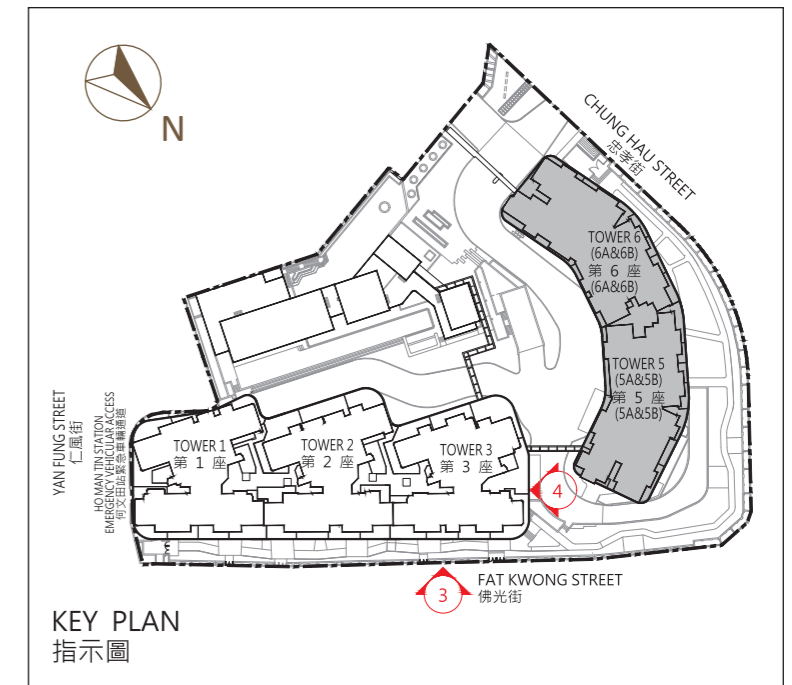 N
CHUNG HAU STREET
忠孝街
TOWER 6
(6A&6B)
第 6 座
(6A&6B)
TOWER 5
(5A&5B)
第 5 座
(5A&5B)
YAN FUNG STREET
仁風街
HO MAN TIN STATION
EMERGENCY VEHICULAR ACCESS
何文田站緊急車輛通道
TOWER 1
第 1 座
TOWER 2
第 2 座
TOWER 3
第 3 座
4
3
FAT KWONG STREET
佛光街
KEY PLAN
指示圖